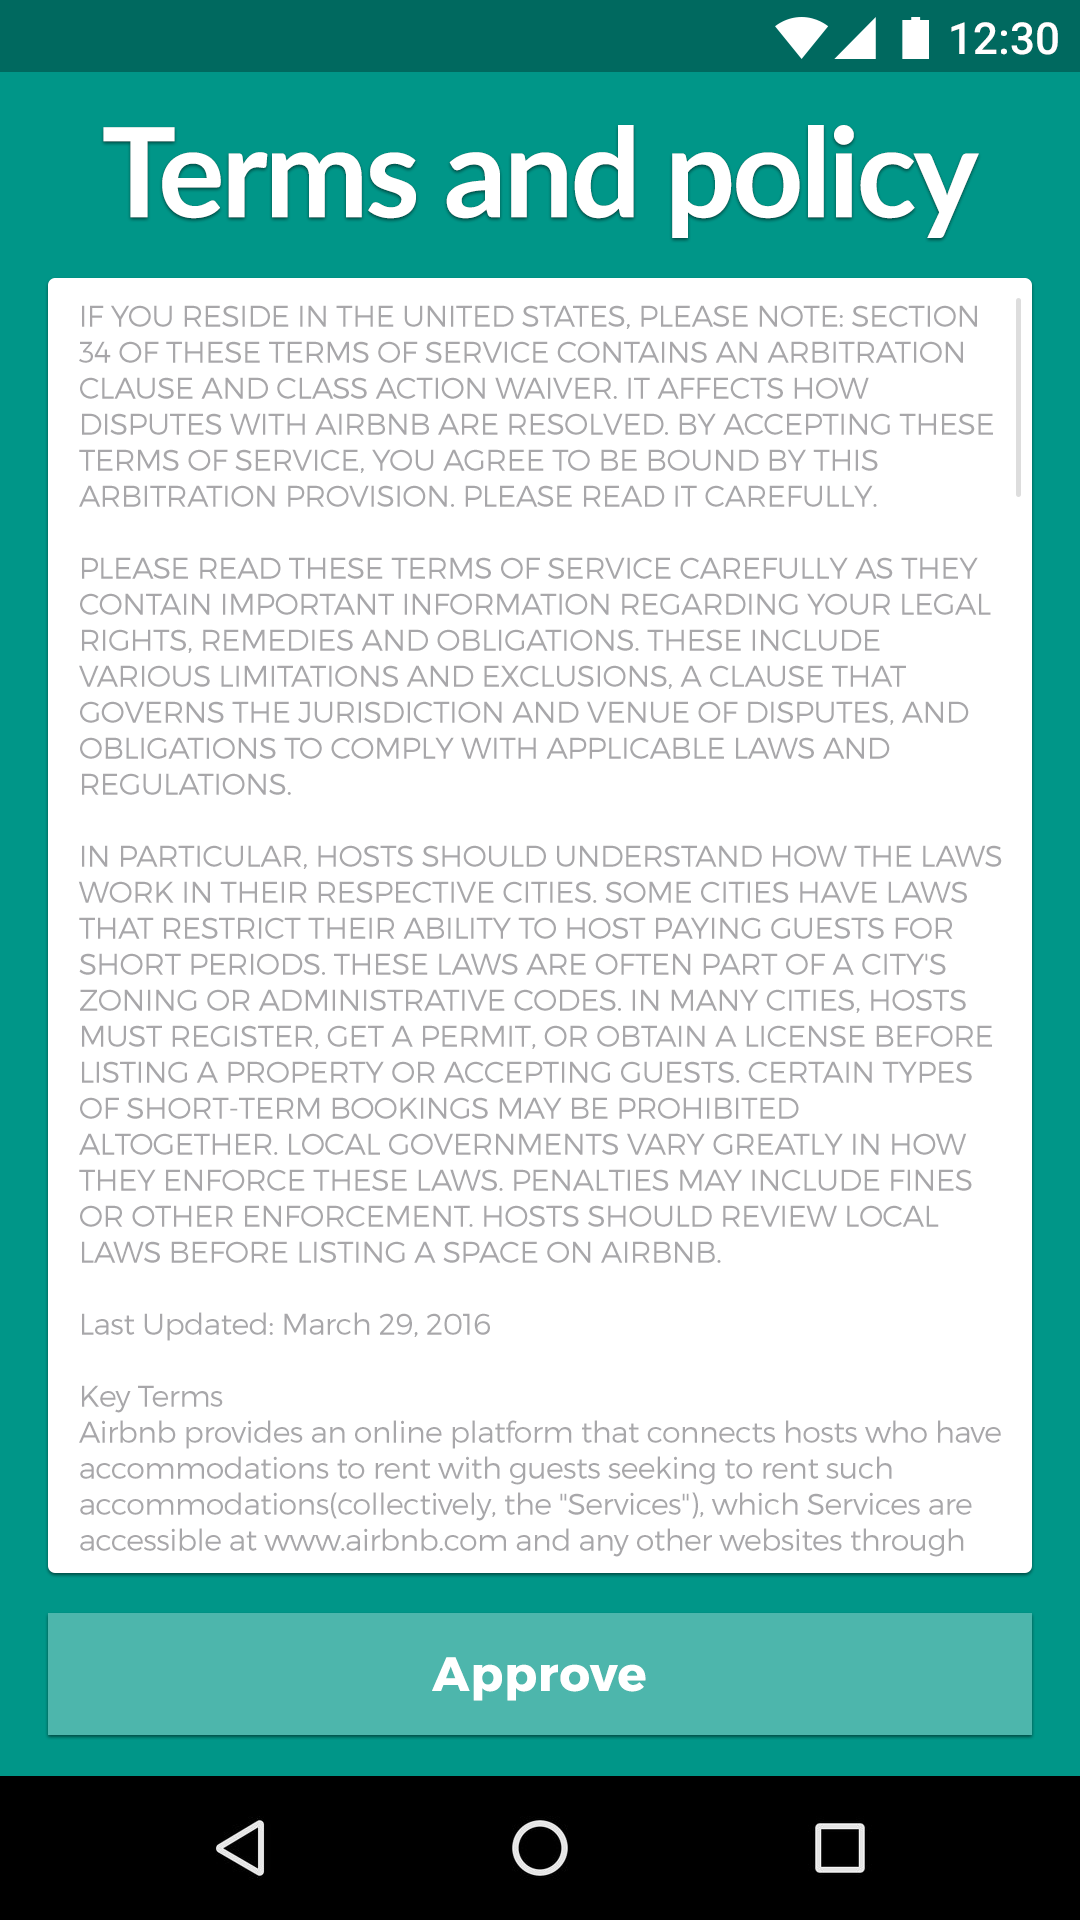 12:30
Terms and policy
IF YOU RESIDE IN THE UNITED STATES, PLEASE NOTE: SECTION
34 OF THESE TERMS OF SERVICE CONTAINS AN ARBITRATION
CLAUSE AND CLASS ACTION WAIVER. IT AFFECTS HOW
DISPUTES WITH AIRBNB ARE RESOLVED. BY ACCEPTING THESE
TERMS OF SERVICE, YOU AGREE TO BE BOUND BY THIS
ARBITRATION PROVISION. PLEASE READ IT CAREFULLY.
PLEASE READ THESE TERMS OF SERVICE CAREFULLY AS THEY
CONTAIN IMPORTANT INFORMATION REGARDING YOUR LEGAL
RIGHTS, REMEDIES AND OBLIGATIONS. THESE INCLUDE
VARIOUS LIMITATIONS AND EXCLUSIONS, A CLAUSE THAT
GOVERNS THE JURISDICTION AND VENUE OF DISPUTES, AND
OBLIGATIONS TO COMPLY WITH APPLICABLE LAWS AND
REGULATIONS.
IN PARTICULAR, HOSTS SHOULD UNDERSTAND HOW THE LAWS
WORK IN THEIR RESPECTIVE CITIES. SOME CITIES HAVE LAWS
THAT RESTRICT THEIR ABILITY TO HOST PAYING GUESTS FOR
SHORT PERIODS. THESE LAWS ARE OFTEN PART OF A CITY'S
ZONING OR ADMINISTRATIVE CODES. IN MANY CITIES, HOSTS
MUST REGISTER, GET A PERMIT, OR OBTAIN A LICENSE BEFORE
LISTING A PROPERTY OR ACCEPTING GUESTS. CERTAIN TYPES
OF SHORT-TERM BOOKINGS MAY BE PROHIBITED
ALTOGETHER. LOCAL GOVERNMENTS VARY GREATLY IN HOW
THEY ENFORCE THESE LAWS. PENALTIES MAY INCLUDE FINES
OR OTHER ENFORCEMENT. HOSTS SHOULD REVIEW LOCAL
LAWS BEFORE LISTING A SPACE ON AIRBNB.
Last Updated: March 29, 2016
Key Terms
Airbnb provides an online platform that connects hosts who have
accommodations to rent with guests seeking to rent such
accommodations(collectively, the "Services"), which Services are
accessible at www.airbnb.com and any other websites through
Approve